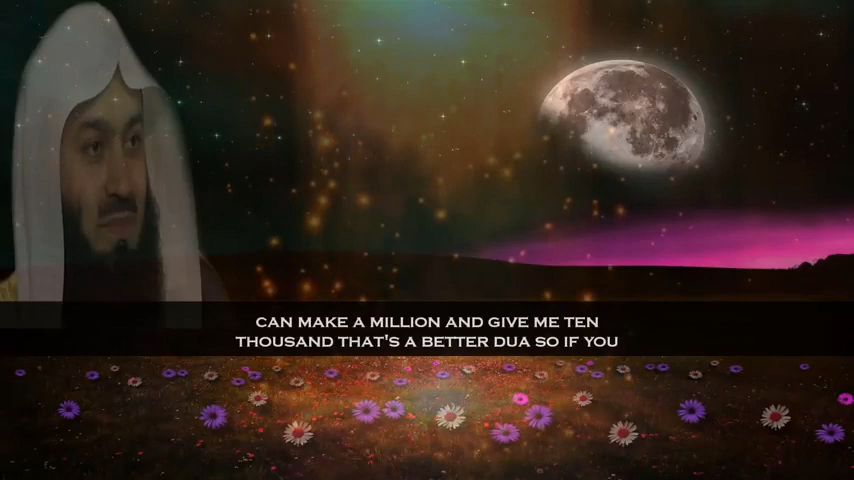 CAN MAKE A MILLION AND GIVE ME TEN
THOUSAND THAT'S A BETTER DUA SO IF YOU